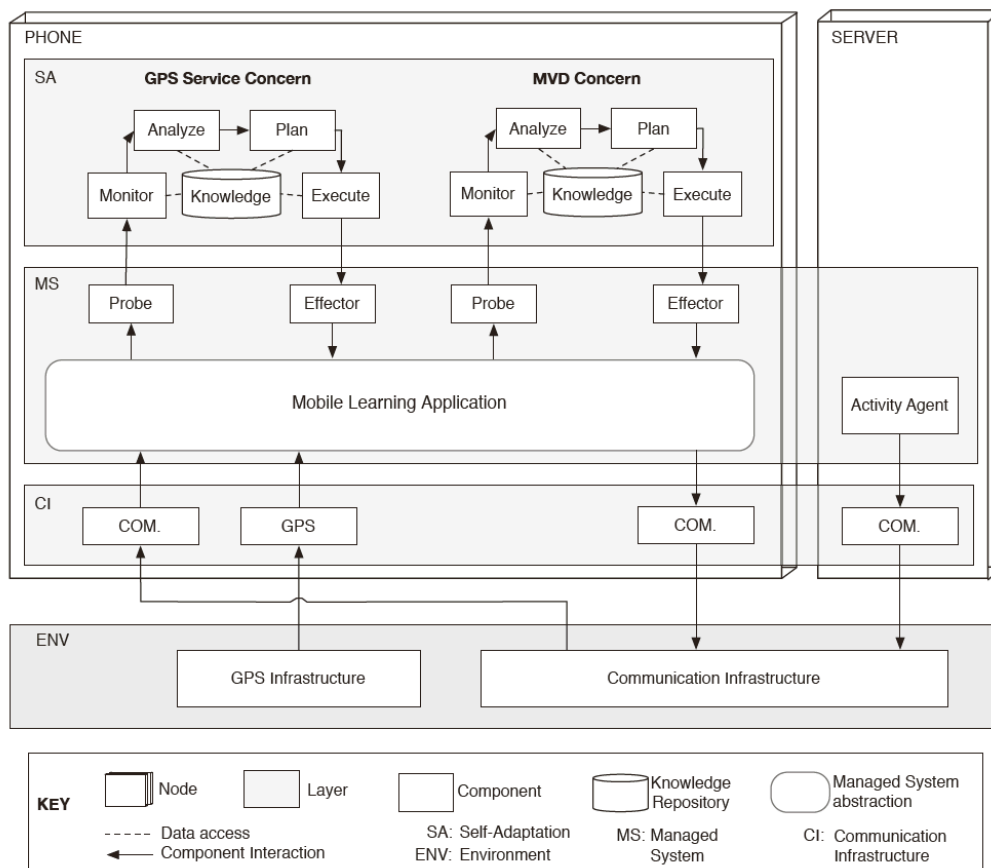 PHONE
SERVER
SA
GPS Service Concern
MVD Concern
Analyze
Plan
Analyze
Plan
Monitor
Knowledge
Execute
Monitor
Knowledge
Execute
MS
Probe
Effector
Probe
Effector
Mobile Learning Application
Activity Agent
CI
COM.
GPS
COM.
COM.
ENV
GPS Infrastructure
Communication Infrastructure
KEY
Node
Layer
Component
Knowledge
Repository
Managed System
abstraction
Data access
Component Interaction
SA: Self-Adaptation
ENV: Environment
MS: Managed
System
CI: Communication
Infrastructure